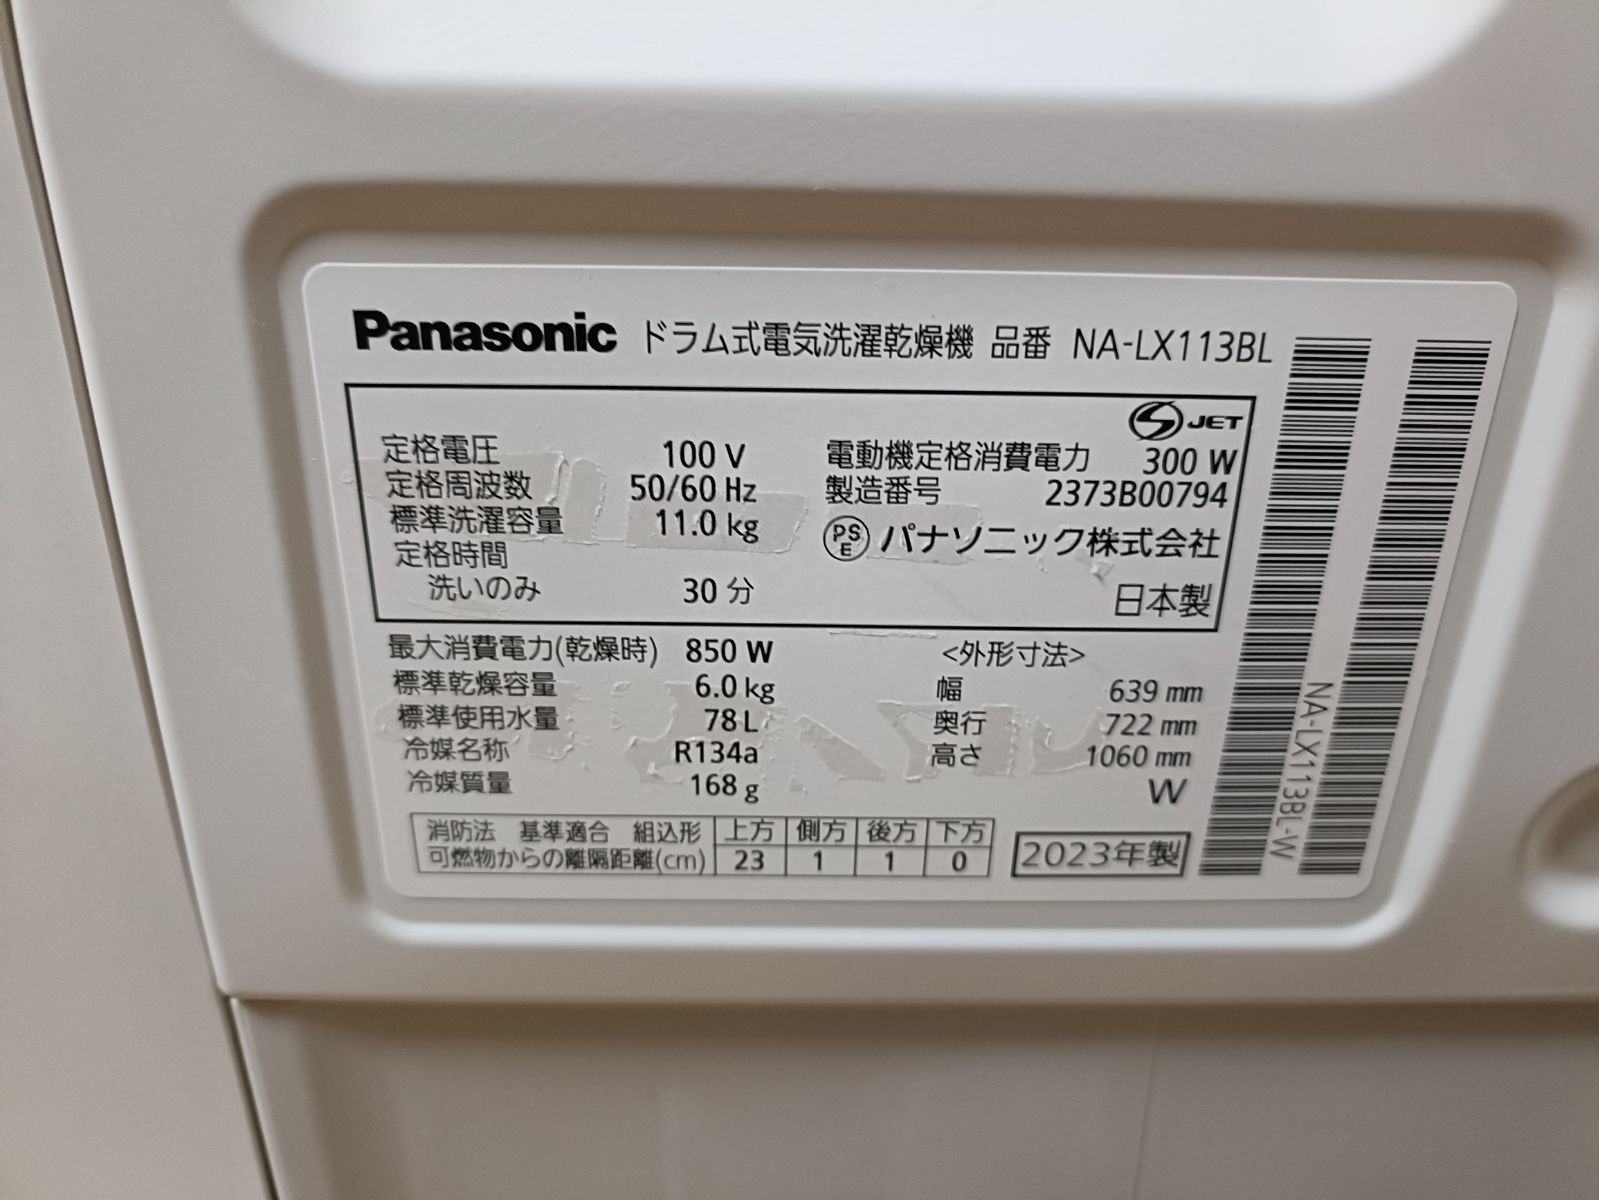 Panasonic ドラム式電気洗濯乾燥機 品番 NA-LX113BL
JET
定格電圧 100 V
定格周波数 50/60 Hz
標準洗濯容量 11.0 kg
定格時間
洗いのみ 30 分
電動機定格消費電力 300 W
製造番号 2373B00794
PSE パナソニック株式会社
日本製
最大消費電力(乾燥時) 850 W
標準乾燥容量 6.0 kg
標準使用水量 78 L
冷媒名称 R134a
冷媒質量 168 g
<外形寸法>
幅 639 mm
奥行 722 mm
高さ 1060 mm
W
消防法 基準適合 組込形 上方 側方 後方 下方
可燃物からの離隔距離(cm) 23 1 1 0
2023年製
NA-LX113BL-W